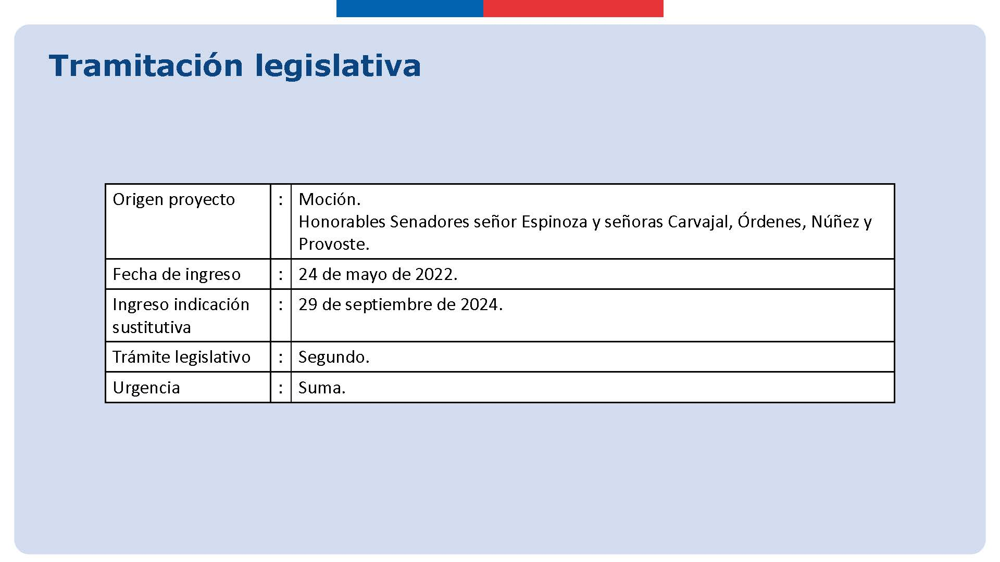 Tramitación legislativa
Origen proyecto : Moción.
Honorables Senadores señor Espinoza y señoras Carvajal, Órdenes, Núñez y
Provoste.
Fecha de ingreso : 24 de mayo de 2022.
Ingreso indicación : 29 de septiembre de 2024.
sustitutiva
Trámite legislativo : Segundo.
Urgencia : Suma.